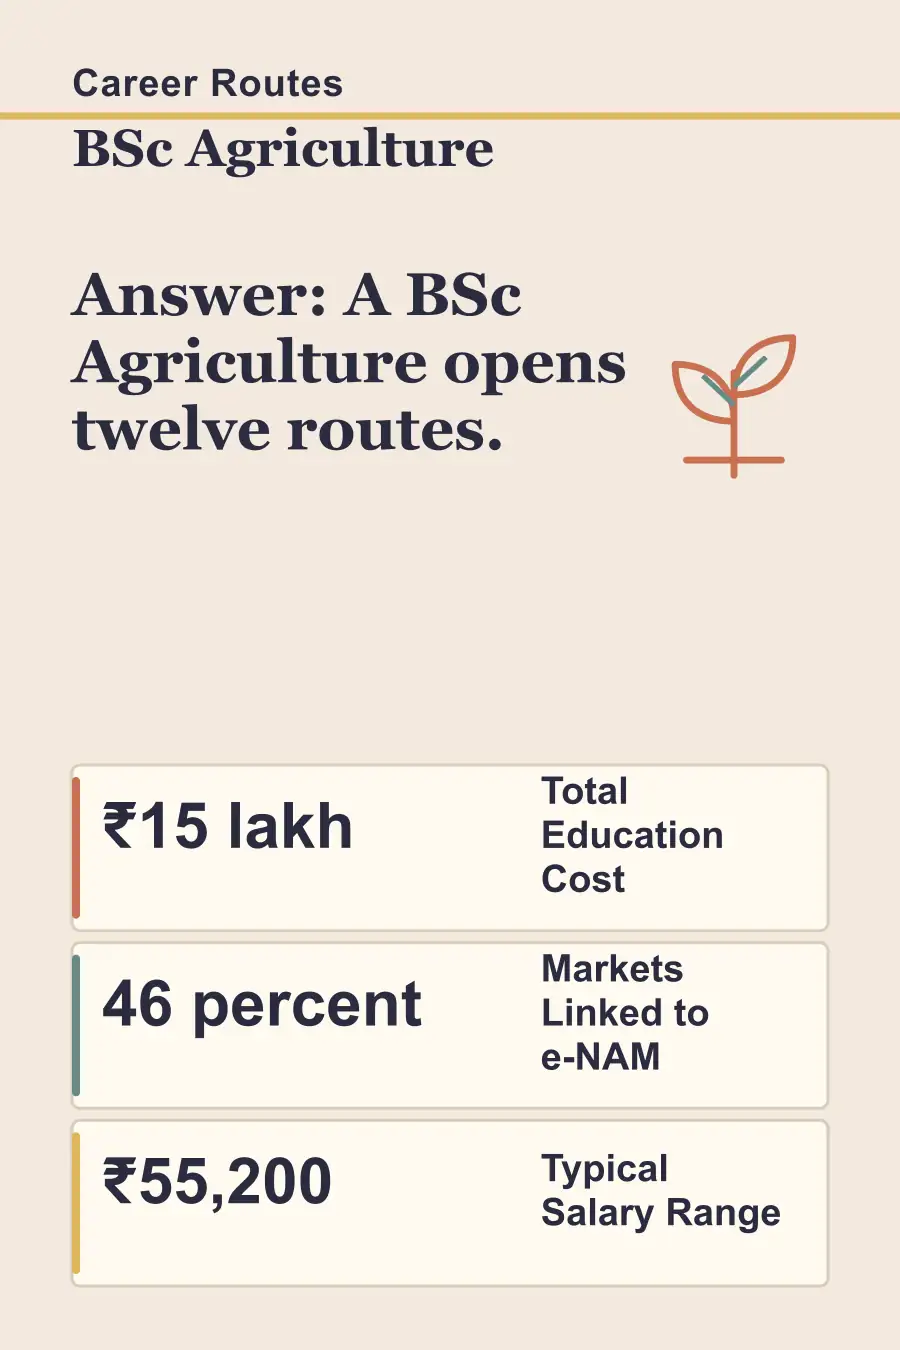 Career Routes
BSc Agriculture
Answer: A BSc
Agriculture opens
twelve routes.
₹15 lakh
Total
Education
Cost
46 percent
Markets
Linked to
e-NAM
₹55,200
Typical
Salary Range